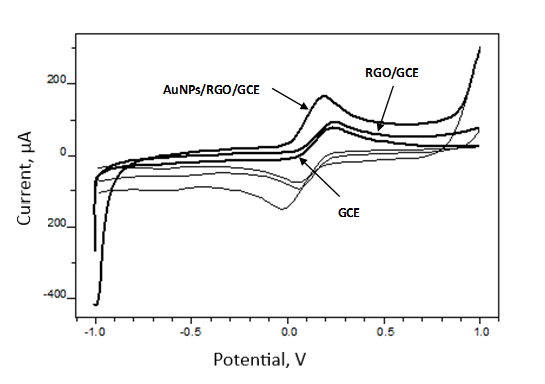 AuNPs/RGO/GCE
RGO/GCE
GCE
Current, µA
200
0
200
-400
-1.0
-0.5
0.0
0.5
1.0
Potential, V